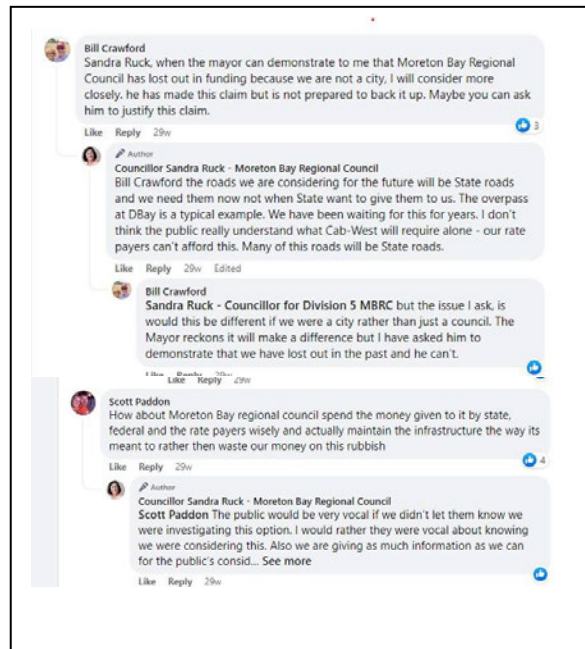 Bill Crawford
Sandra Ruck, when the mayor can demonstrate to me that Moreton Bay Regional
Council has lost out in funding because we are not a city, I will consider more
closely. he has made this claim but is not prepared to back it up. Maybe you can ask
him to justify this claim.
3
Like Reply 29w
Author
Councillor Sandra Ruck - Moreton Bay Regional Council
Bill Crawford the roads we are considering for the future will be State roads
and we need them now not when State want to give them to us. The overpass
at DBay is a typical example. We have been waiting for this for years. I don't
think the public really understand what Cab-West will require alone - our rate
payers can't afford this. Many of this roads will be State roads.
Like Reply 29w Edited
Bill Crawford
Sandra Ruck - Councillor for Division 5 MBRC but the issue I ask, is
would this be different if we were a city rather than just a council. The
Mayor reckons it will make a difference but I have asked him to
demonstrate that we have lost out in the past and he can't.
Like Reply 29w
Scott Paddon
How about Moreton Bay regional council spend the money given to it by state,
federal and the rate payers wisely and actually maintain the infrastructure the way its
meant to rather then waste our money on this rubbish
4
Like Reply 29w
Author
Councillor Sandra Ruck - Moreton Bay Regional Council
Scott Paddon The public would be very vocal if we didn't let them know we
were investigating this option. I would rather they were vocal about knowing
we were considering this. Also we are giving as much information as we can
for the public's consid... See more
Like Reply 29w